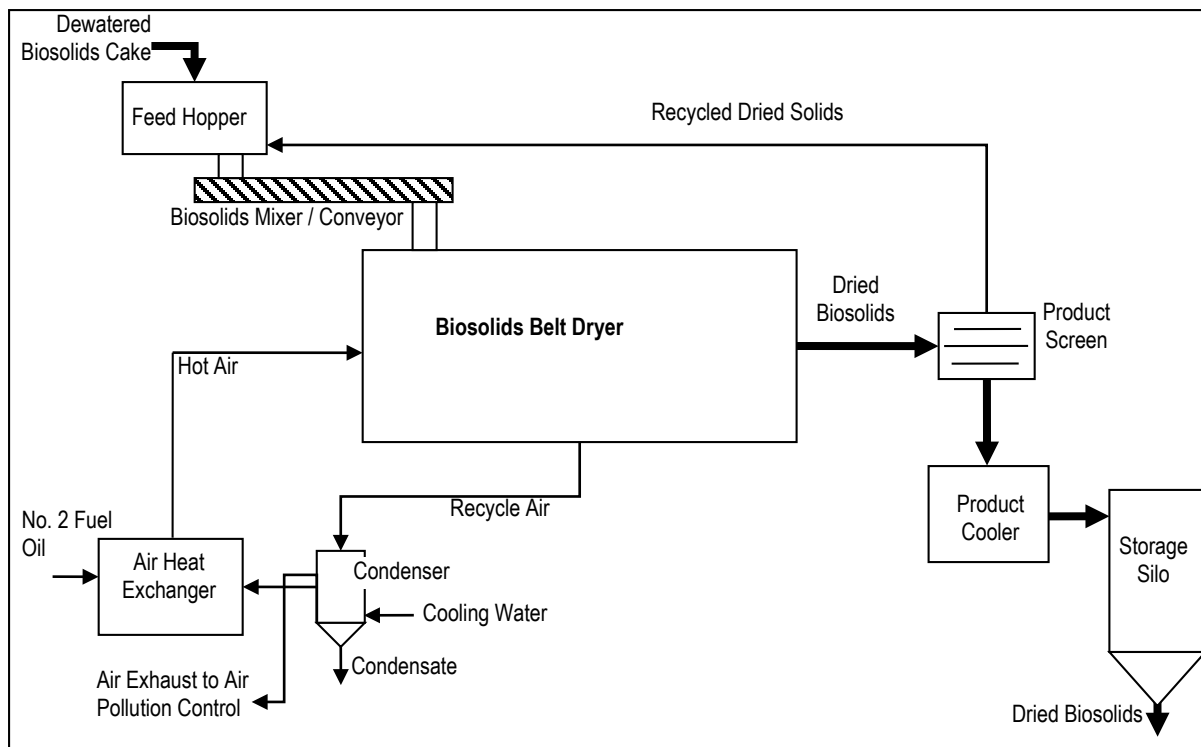 Dewatered
Biosolids Cake
Feed Hopper
Recycled Dried Solids
Biosolids Mixer / Conveyor
Dried
Biosolids
Product
Screen
Biosolids Belt Dryer
Hot Air
Recycle Air
No. 2 Fuel
Oil
Air Heat
Exchanger
Condenser
Cooling Water
Condensate
Air Exhaust to Air
Pollution Control
Product
Cooler
Storage
Silo
Dried Biosolids